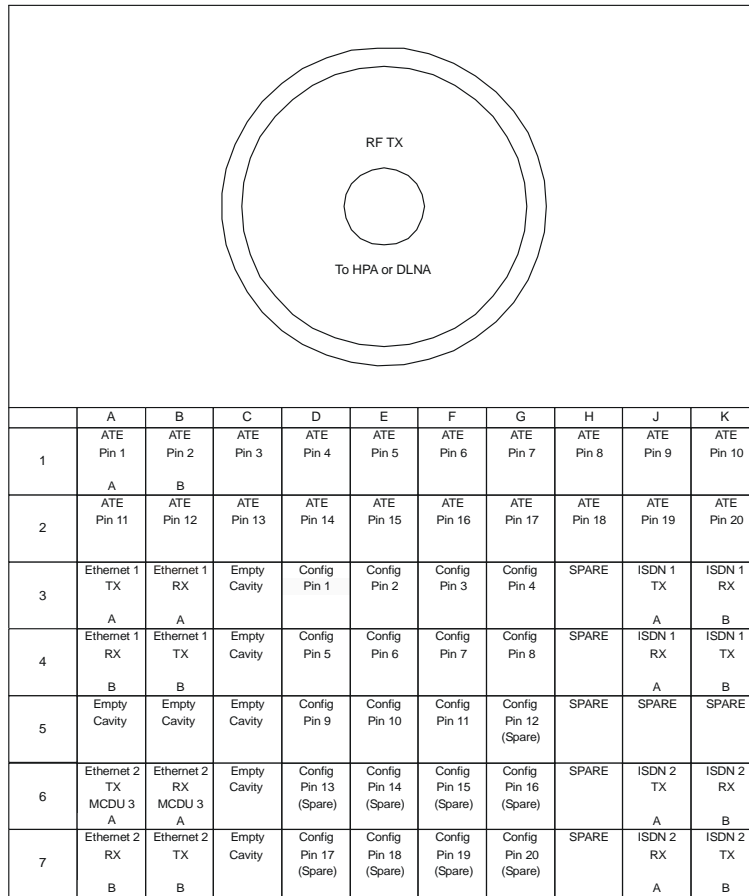 RF TX
To HPA or DLNA
A B C D E F G H J K
1
ATE Pin 1 A
ATE Pin 2 B
ATE Pin 3
ATE Pin 4
ATE Pin 5
ATE Pin 6
ATE Pin 7
ATE Pin 8
ATE Pin 9
ATE Pin 10
2
ATE Pin 11
ATE Pin 12
ATE Pin 13
ATE Pin 14
ATE Pin 15
ATE Pin 16
ATE Pin 17
ATE Pin 18
ATE Pin 19
ATE Pin 20
3
Ethernet 1 TX A
Ethernet 1 RX A
Empty Cavity
Config Pin 1
Config Pin 2
Config Pin 3
Config Pin 4
SPARE
ISDN 1 TX A
ISDN 1 RX B
4
Ethernet 1 RX B
Ethernet 1 TX B
Empty Cavity
Config Pin 5
Config Pin 6
Config Pin 7
Config Pin 8
SPARE
ISDN 1 RX A
ISDN 1 TX B
5
Empty Cavity
Empty Cavity
Empty Cavity
Config Pin 9
Config Pin 10
Config Pin 11
Config Pin 12 (Spare)
SPARE
SPARE
SPARE
6
Ethernet 2 TX MCDU 3 A
Ethernet 2 RX MCDU 3 A
Empty Cavity
Config Pin 13 (Spare)
Config Pin 14 (Spare)
Config Pin 15 (Spare)
Config Pin 16 (Spare)
SPARE
ISDN 2 TX A
ISDN 2 RX B
7
Ethernet 2 RX B
Ethernet 2 TX B
Empty Cavity
Config Pin 17 (Spare)
Config Pin 18 (Spare)
Config Pin 19 (Spare)
Config Pin 20 (Spare)
SPARE
ISDN 2 RX A
ISDN 2 TX B